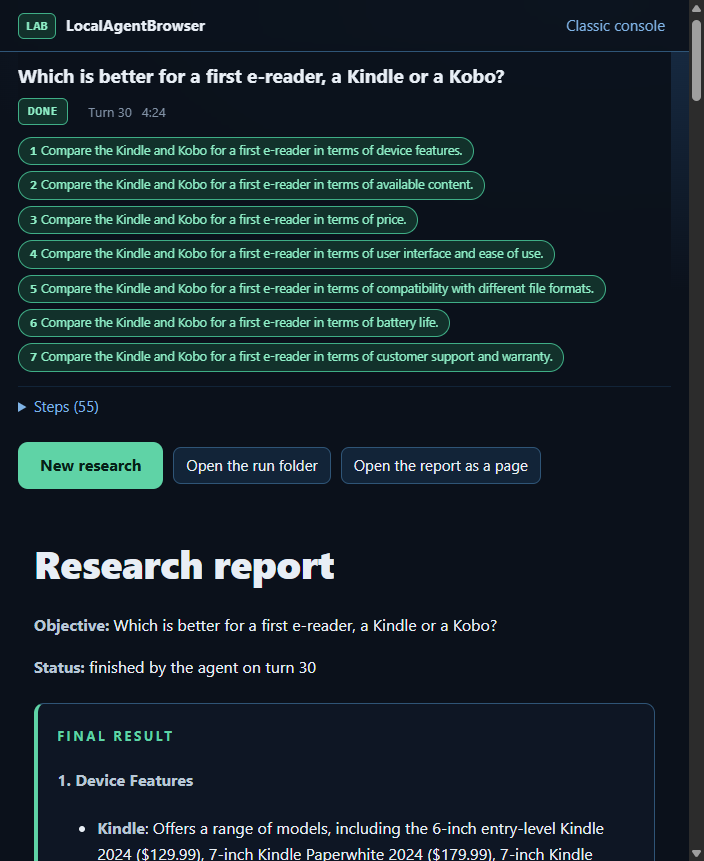 LAB LocalAgentBrowser Classic console
Which is better for a first e-reader, a Kindle or a Kobo?
DONE Turn 30 4:24
1 Compare the Kindle and Kobo for a first e-reader in terms of device features.
2 Compare the Kindle and Kobo for a first e-reader in terms of available content.
3 Compare the Kindle and Kobo for a first e-reader in terms of price.
4 Compare the Kindle and Kobo for a first e-reader in terms of user interface and ease of use.
5 Compare the Kindle and Kobo for a first e-reader in terms of compatibility with different file formats.
6 Compare the Kindle and Kobo for a first e-reader in terms of battery life.
7 Compare the Kindle and Kobo for a first e-reader in terms of customer support and warranty.
Steps (55)
New research Open the run folder Open the report as a page
Research report
Objective: Which is better for a first e-reader, a Kindle or a Kobo?
Status: finished by the agent on turn 30
FINAL RESULT
1. Device Features
• Kindle: Offers a range of models, including the 6-inch entry-level Kindle
2024 ($129.99), 7-inch Kindle Paperwhite 2024 ($179.99), 7-inch Kindle